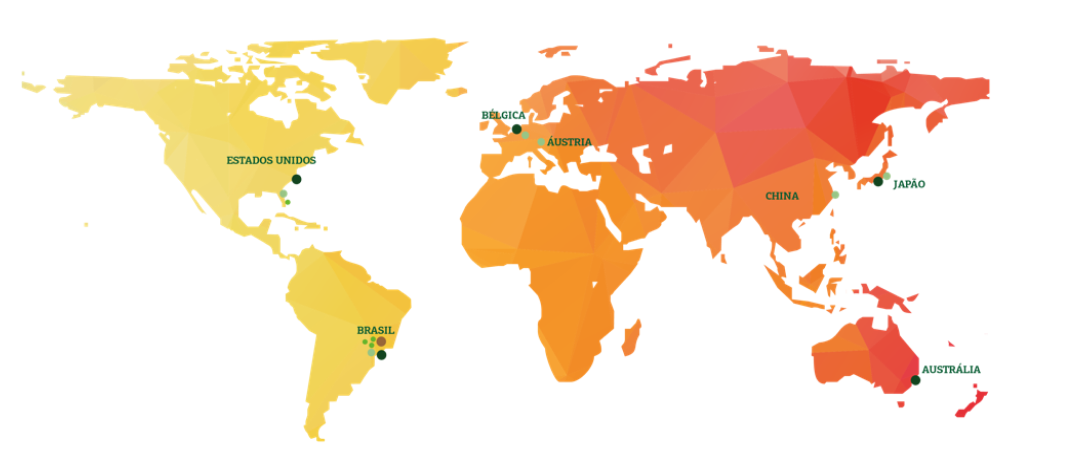 BÉLGICA
ÁUSTRIA
ESTADOS UNIDOS
CHINA
JAPÃO
BRASIL
AUSTRÁLIA